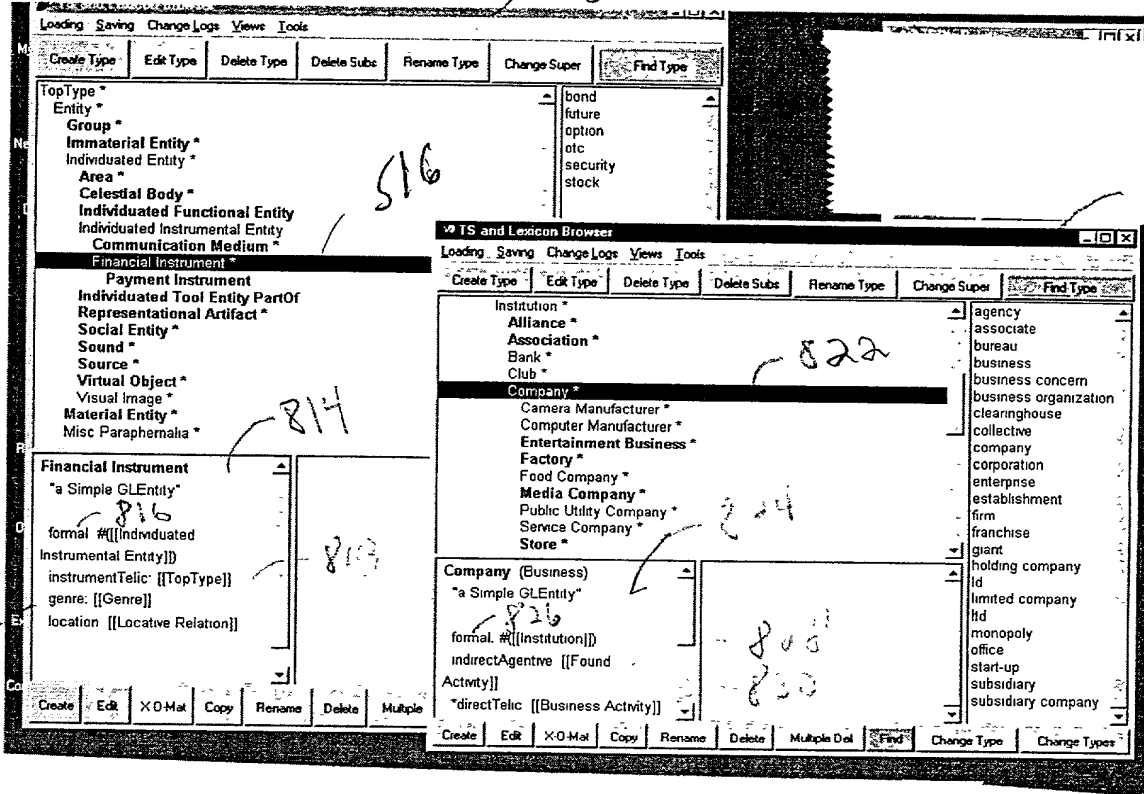 Loading Saving Change Logs Views Tools
Create Type Edit Type Delete Type Delete Subs Rename Type Change Super Find Type
TopType *
Entity *
Group *
Immaterial Entity *
Individuated Entity *
Area *
Celestial Body *
Individuated Functional Entity
Individuated Instrumental Entity
Communication Medium *
Financial Instrument *
Payment Instrument
Individuated Tool Entity PartOf
Representational Artifact *
Social Entity *
Sound *
Source *
Virtual Object *
Visual Image *
Material Entity *
Misc Paraphernalia *
516
bond
future
option
otc
security
stock
814
Financial Instrument
"a Simple GLEntity"
816
formal #([[Individuated
Instrumental Entity]])
instrumentTelic: [[TopType]]
genre: [[Genre]]
location [[Locative Relation]]
Create Edit X-O-Mat Copy Rename Delete Multiple
TS and Lexicon Browser
Loading Saving Change Logs Views Tools
Create Type Edit Type Delete Type Delete Subs Rename Type Change Super Find Type
Institution *
Alliance *
Association *
Bank *
Club *
Company *
Camera Manufacturer *
Computer Manufacturer *
Entertainment Business *
Factory *
Food Company *
Media Company *
Public Utility Company *
Service Company *
Store *
822
824
agency
associate
bureau
business
business concern
business organization
clearinghouse
collective
company
corporation
enterprise
establishment
firm
franchise
giant
holding company
ld
limited company
ltd
monopoly
office
start-up
subsidiary
subsidiary company
Company (Business)
"a Simple GLEntity"
826
formal. #([[Institution]])
indirectAgentive [[Found
Activity]]
*directTelic [[Business Activity]]
Create Edit X-O-Mat Copy Rename Delete Multiple Del Find Change Type Change Types